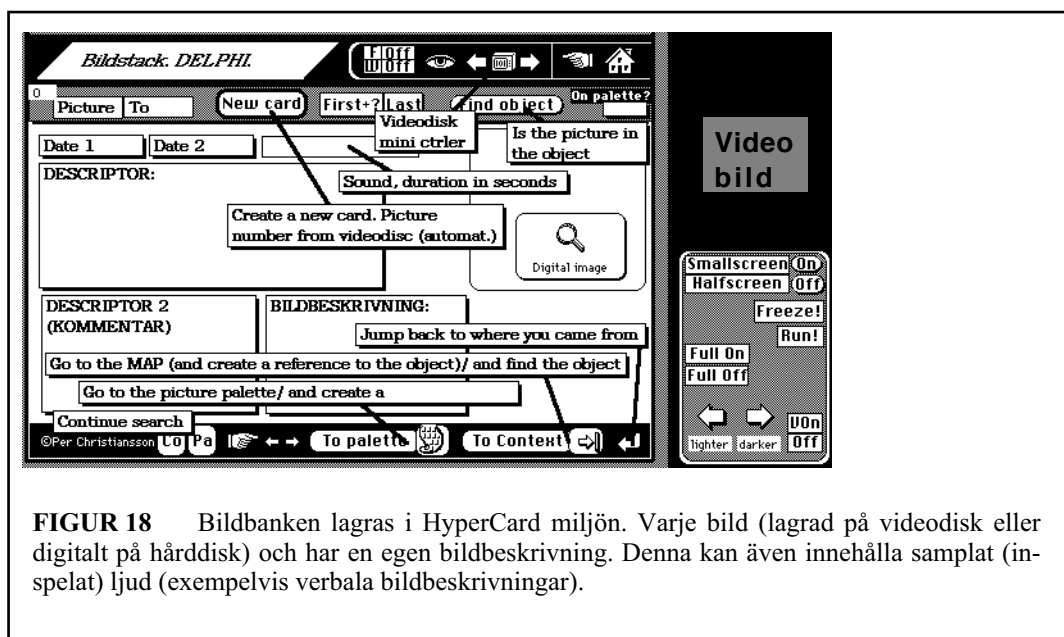 Bildstack. DELPHI.
F Off
W Off
0
Picture To
New card
First+? Last
Find object
On palette?
Videodisk
mini ctrler
Is the picture in
the object
Date 1
Date 2
Sound, duration in seconds
DESCRIPTOR:
Create a new card. Picture
number from videodisc (automat.)
Digital image
DESCRIPTOR 2
(KOMMENTAR)
BILDBESKRIVNING:
Jump back to where you came from
Go to the MAP (and create a reference to the object)/ and find the object
Go to the picture palette/ and create a
Continue search
©Per Christiansson Co Pa To palette To Context
Video
bild
Smallscreen On
Halfscreen Off
Freeze!
Run!
Full On
Full Off
VOn
lighter darker Off
FIGUR 18 Bildbanken lagras i HyperCard miljön. Varje bild (lagrad på videodisk eller
digitalt på hårddisk) och har en egen bildbeskrivning. Denna kan även innehålla samplat (in-
spelat) ljud (exempelvis verbala bildbeskrivningar).